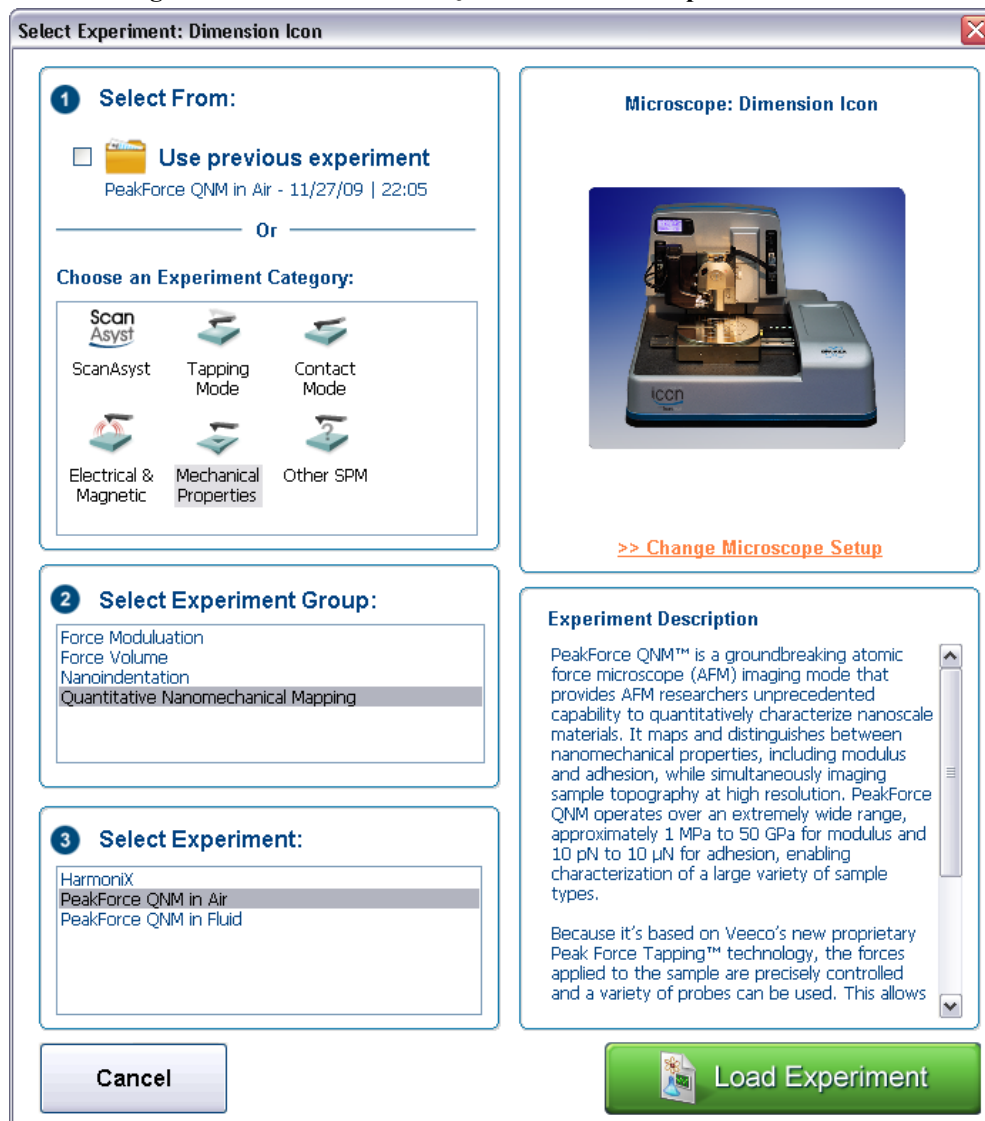 Select Experiment: Dimension Icon
1 Select From:
Use previous experiment
PeakForce QNM in Air - 11/27/09 | 22:05
Or
Choose an Experiment Category:
Scan
Asyst
ScanAsyst
Tapping
Mode
Contact
Mode
Electrical &
Magnetic
Mechanical
Properties
Other SPM
2 Select Experiment Group:
Force Moduluation
Force Volume
Nanoindentation
Quantitative Nanomechanical Mapping
3 Select Experiment:
HarmoniX
PeakForce QNM in Air
PeakForce QNM in Fluid
Cancel
Microscope: Dimension Icon
icon
>> Change Microscope Setup
Experiment Description
PeakForce QNM™ is a groundbreaking atomic
force microscope (AFM) imaging mode that
provides AFM researchers unprecedented
capability to quantitatively characterize nanoscale
materials. It maps and distinguishes between
nanomechanical properties, including modulus
and adhesion, while simultaneously imaging
sample topography at high resolution. PeakForce
QNM operates over an extremely wide range,
approximately 1 MPa to 50 GPa for modulus and
10 pN to 10 µN for adhesion, enabling
characterization of a large variety of sample
types.
Because it's based on Veeco's new proprietary
Peak Force Tapping™ technology, the forces
applied to the sample are precisely controlled
and a variety of probes can be used. This allows
Load Experiment